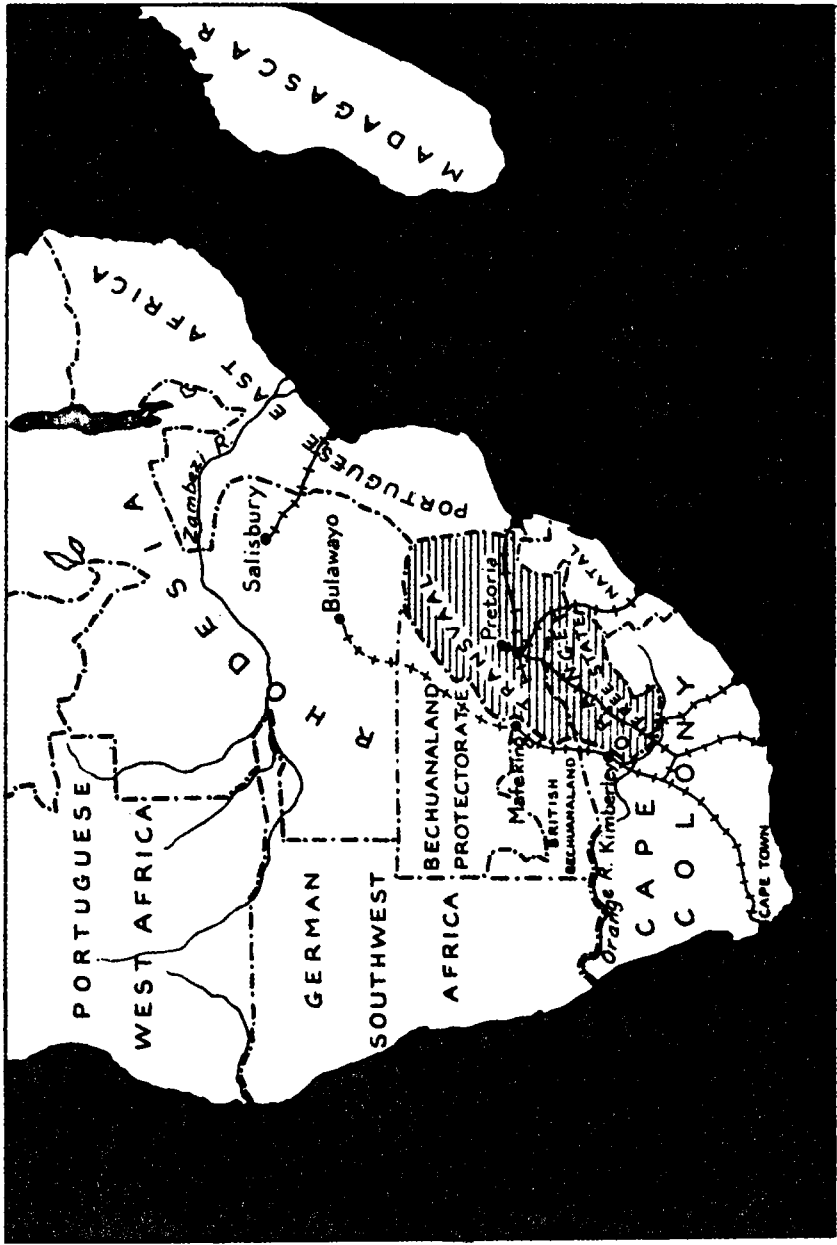 MADAGASCAR
PORTUGUESE EAST AFRICA
Zambezi R.
RHODESIA
Salisbury
Bulawayo
PORTUGUESE
WEST AFRICA
GERMAN
SOUTHWEST
AFRICA
BECHUANALAND
PROTECTORATE
TRANSVAAL
Pretoria
Mafeking
BRITISH
BECHUANALAND
ORANGE
FREE STATE
NATAL
Orange R.
Kimberley
CAPE
COLONY
CAPE TOWN